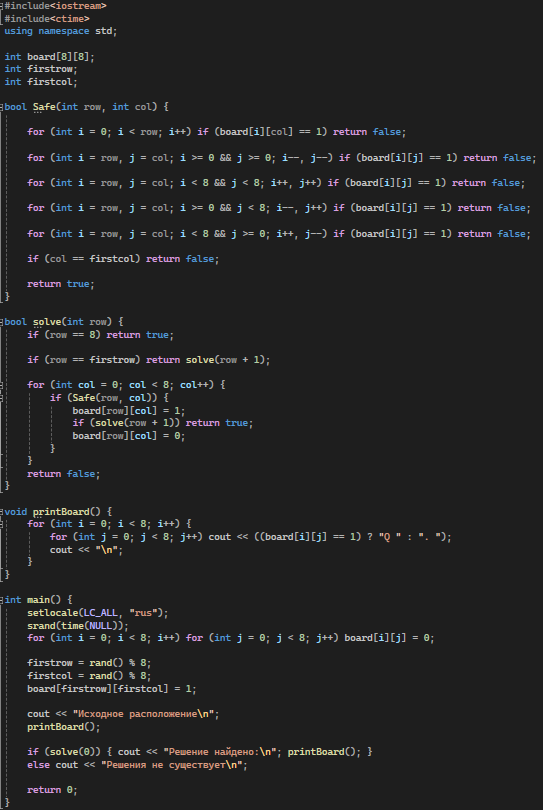 #include<iostream>
#include<ctime>
using namespace std;

int board[8][8];
int firstrow;
int firstcol;

bool Safe(int row, int col) {

    for (int i = 0; i < row; i++) if (board[i][col] == 1) return false;

    for (int i = row, j = col; i >= 0 && j >= 0; i--, j--) if (board[i][j] == 1) return false;

    for (int i = row, j = col; i < 8 && j < 8; i++, j++) if (board[i][j] == 1) return false;

    for (int i = row, j = col; i >= 0 && j < 8; i--, j++) if (board[i][j] == 1) return false;

    for (int i = row, j = col; i < 8 && j >= 0; i++, j--) if (board[i][j] == 1) return false;

    if (col == firstcol) return false;

    return true;
}

bool solve(int row) {
    if (row == 8) return true;

    if (row == firstrow) return solve(row + 1);

    for (int col = 0; col < 8; col++) {
        if (Safe(row, col)) {
            board[row][col] = 1;
            if (solve(row + 1)) return true;
            board[row][col] = 0;
        }
    }
    return false;
}

void printBoard() {
    for (int i = 0; i < 8; i++) {
        for (int j = 0; j < 8; j++) cout << ((board[i][j] == 1) ? "Q " : ". ");
        cout << "\n";
    }
}

int main() {
    setlocale(LC_ALL, "rus");
    srand(time(NULL));
    for (int i = 0; i < 8; i++) for (int j = 0; j < 8; j++) board[i][j] = 0;

    firstrow = rand() % 8;
    firstcol = rand() % 8;
    board[firstrow][firstcol] = 1;

    cout << "Исходное расположение\n";
    printBoard();

    if (solve(0)) { cout << "Решение найдено:\n"; printBoard(); }
    else cout << "Решения не существует\n";

    return 0;
}